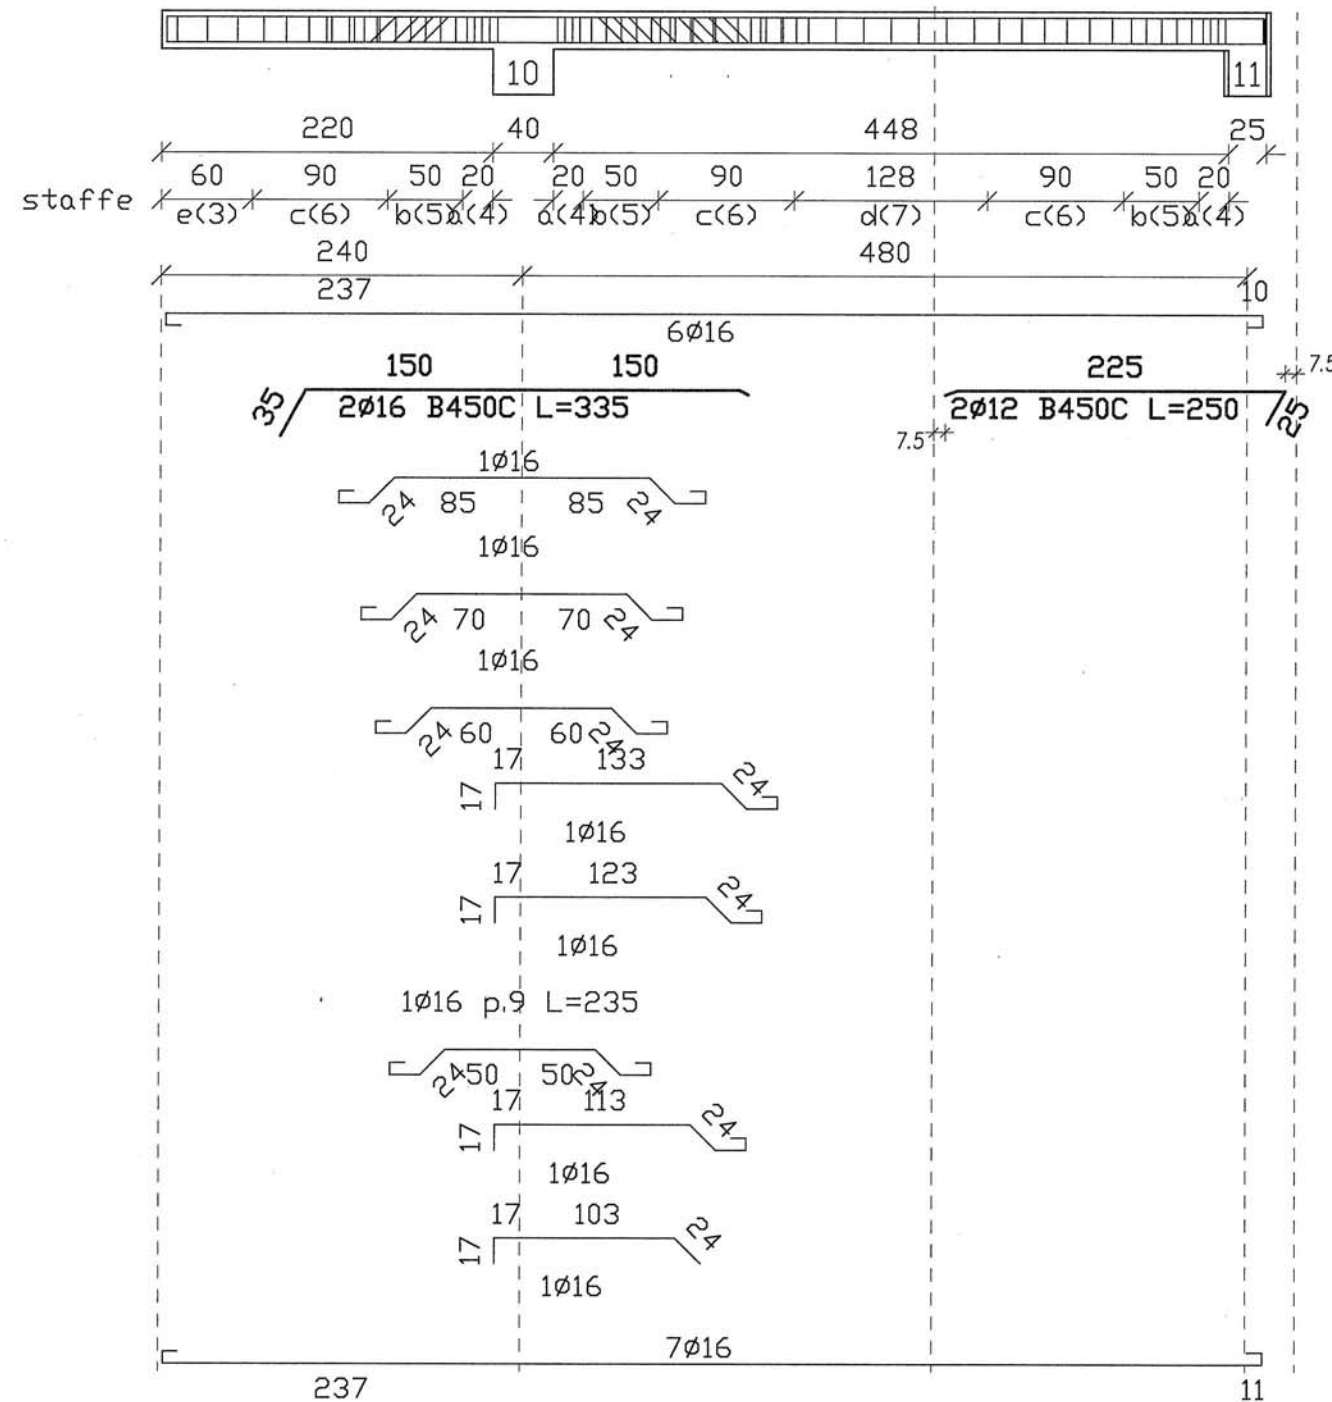 10 11
220 40 448 25
60 90 50 20 20 50 90 128 90 50 20
staffe e(3) c(6) b(5) a(4) a(4) b(5) c(6) d(7) c(6) b(5) a(4)
240 480
237 10
6ø16
150 150 225 7.5
35 2ø16 B450C L=335 2ø12 B450C L=250 25
7.5
1ø16
24 85 85 24
1ø16
24 70 70 24
1ø16
24 60 60 24
17 133
17 24
1ø16
17 123
17 24
1ø16
1ø16 p.9 L=235
24 50 50 24
17 113
17 24
1ø16
17 103
17 24
1ø16
7ø16
237 11